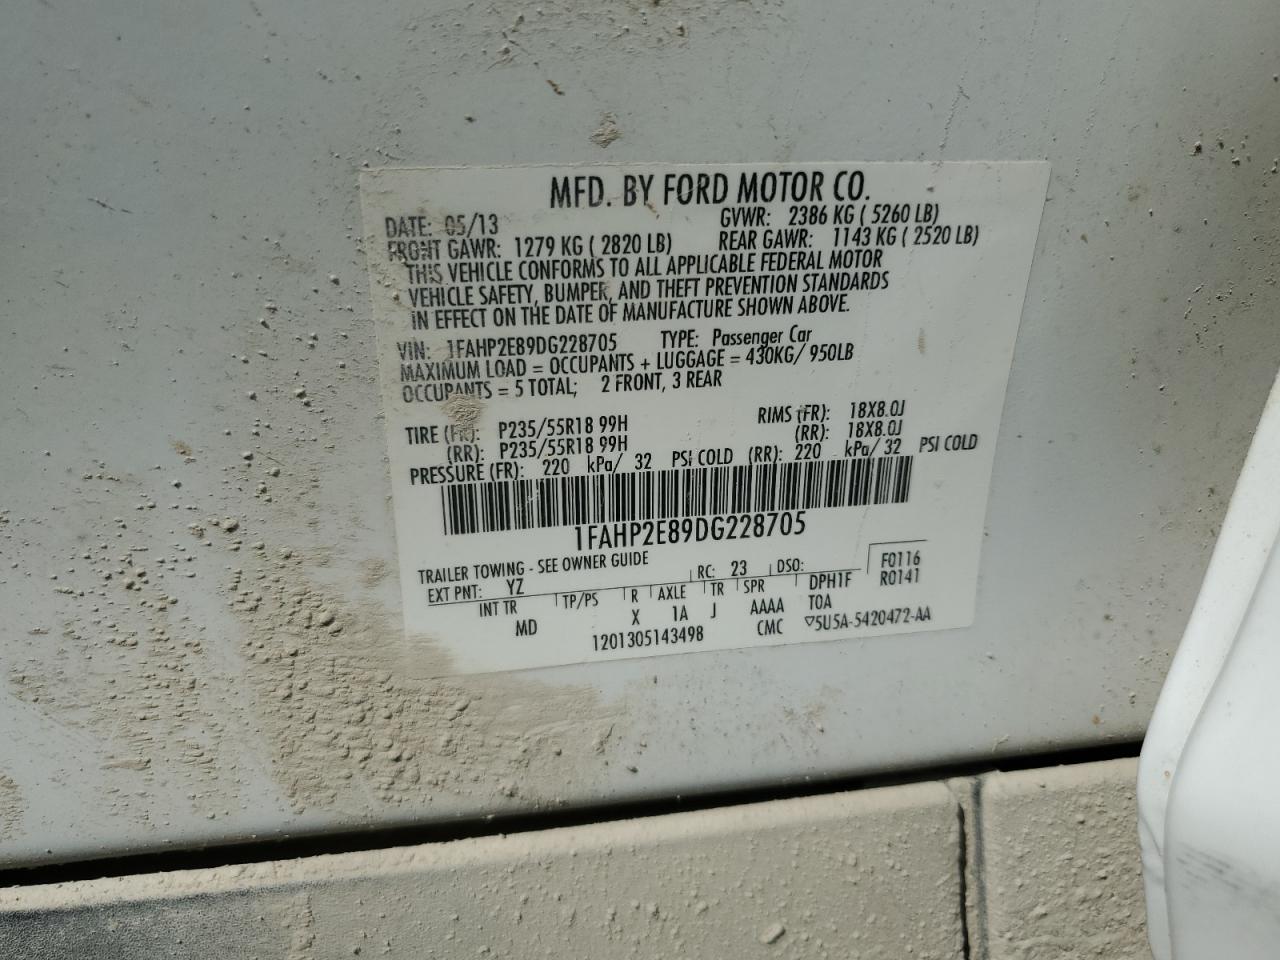 MFD. BY FORD MOTOR CO.
DATE: 05/13 GVWR: 2386 KG ( 5260 LB)
FRONT GAWR: 1279 KG ( 2820 LB) REAR GAWR: 1143 KG ( 2520 LB)
THIS VEHICLE CONFORMS TO ALL APPLICABLE FEDERAL MOTOR
VEHICLE SAFETY, BUMPER, AND THEFT PREVENTION STANDARDS
IN EFFECT ON THE DATE OF MANUFACTURE SHOWN ABOVE.
VIN: 1FAHP2E89DG228705 TYPE: Passenger Car
MAXIMUM LOAD = OCCUPANTS + LUGGAGE = 430KG/ 950LB
OCCUPANTS = 5 TOTAL; 2 FRONT, 3 REAR
TIRE (FR): P235/55R18 99H RIMS (FR): 18X8.0J
(RR): P235/55R18 99H (RR): 18X8.0J
PRESSURE (FR): 220 kPa/ 32 PSI COLD (RR): 220 kPa/ 32 PSI COLD
1FAHP2E89DG228705
TRAILER TOWING - SEE OWNER GUIDE
EXT PNT: YZ RC: 23 DSO: F0116
INT TR TP/PS R AXLE TR SPR DPH1F R0141
MD X 1A J AAAA TOA
1201305143498 CMC ▽5U5A-5420472-AA